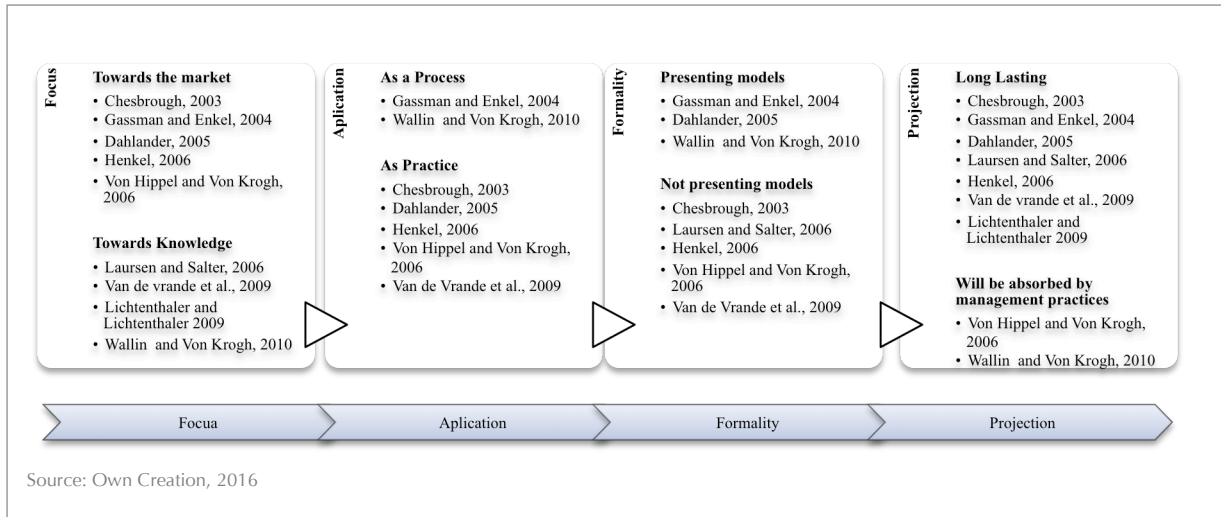 Focus
Towards the market
• Chesbrough, 2003
• Gassman and Enkel, 2004
• Dahlander, 2005
• Henkel, 2006
• Von Hippel and Von Krogh,
2006
Towards Knowledge
• Laursen and Salter, 2006
• Van de vrande et al., 2009
• Lichtenthaler and
Lichtenthaler 2009
• Wallin and Von Krogh, 2010
Aplication
As a Process
• Gassman and Enkel, 2004
• Wallin and Von Krogh, 2010
As Practice
• Chesbrough, 2003
• Dahlander, 2005
• Henkel, 2006
• Von Hippel and Von Krogh,
2006
• Van de Vrande et al., 2009
Formality
Presenting models
• Gassman and Enkel, 2004
• Dahlander, 2005
• Wallin and Von Krogh, 2010
Not presenting models
• Chesbrough, 2003
• Laursen and Salter, 2006
• Henkel, 2006
• Von Hippel and Von Krogh,
2006
• Van de Vrande et al., 2009
Projection
Long Lasting
• Chesbrough, 2003
• Gassman and Enkel, 2004
• Dahlander, 2005
• Laursen and Salter, 2006
• Henkel, 2006
• Van de vrande et al., 2009
• Lichtenthaler and
Lichtenthaler 2009
Will be absorbed by
management practices
• Von Hippel and Von Krogh,
2006
• Wallin and Von Krogh, 2010
Focua
Aplication
Formality
Projection
Source: Own Creation, 2016